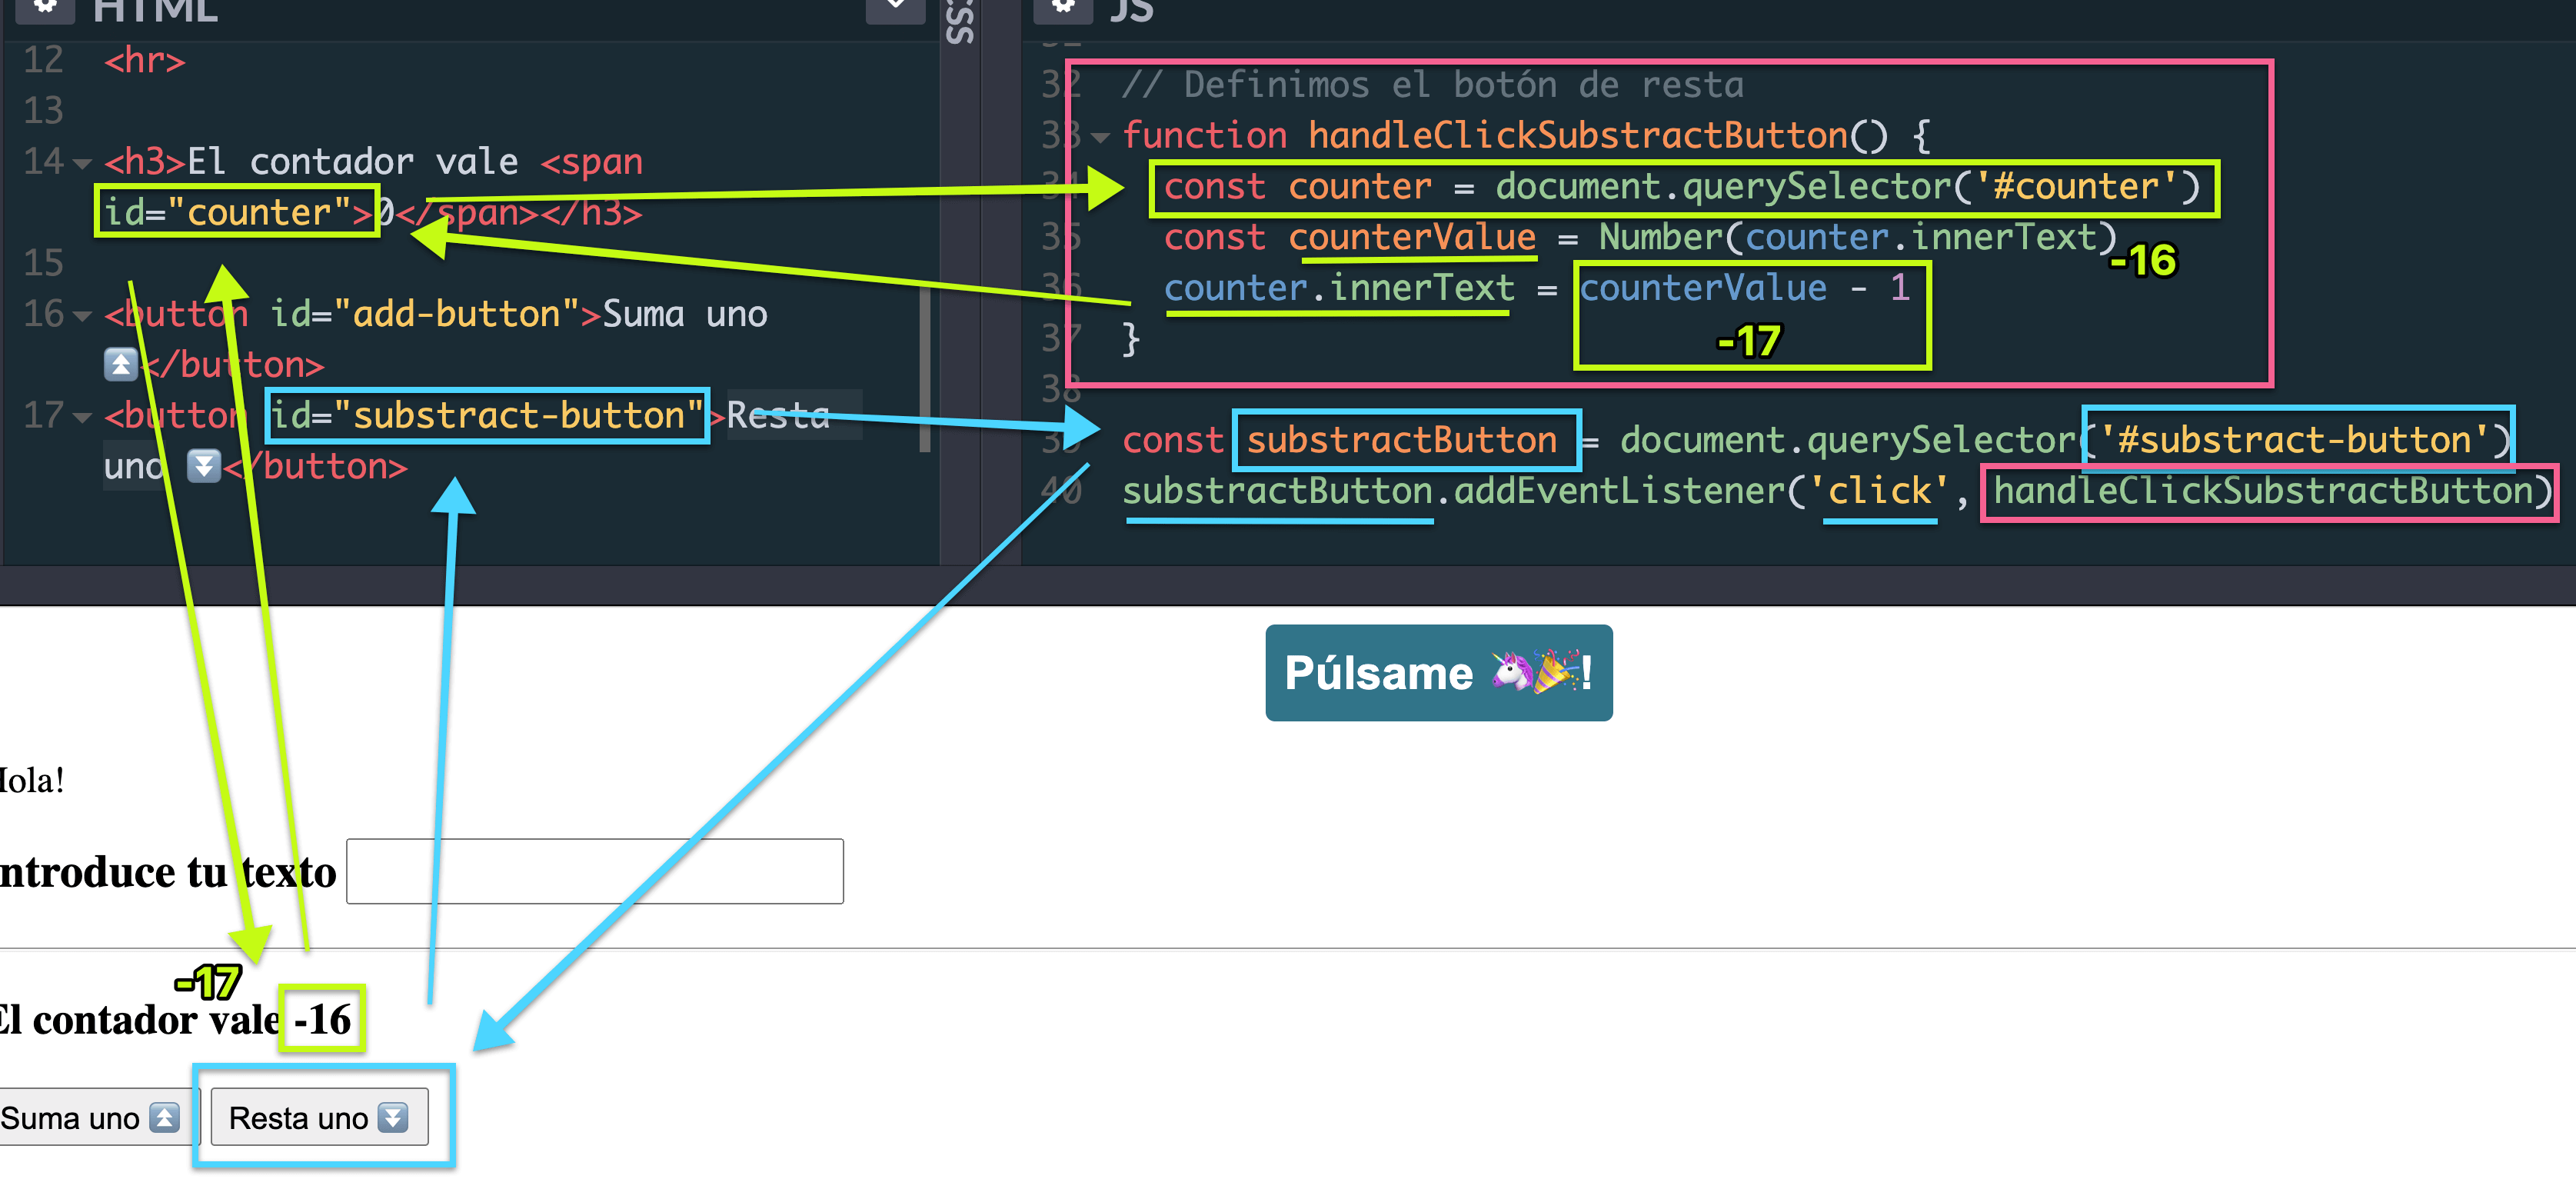 HTML
12 <hr>
13
14 <h3>El contador vale <span
id="counter">0</span></h3>
15
16 <button id="add-button">Suma uno
⏫</button>
17 <button id="substract-button">Resta
uno ⏬</button>
CSS
JS
32 // Definimos el botón de resta
33 function handleClickSubstractButton() {
34 const counter = document.querySelector('#counter')
35 const counterValue = Number(counter.innerText)
-16
36 counter.innerText = counterValue - 1
-17
37 }
38
39 const substractButton = document.querySelector('#substract-button')
40 substractButton.addEventListener('click', handleClickSubstractButton)
Púlsame 🦄🎉!
Hola!
ntroduce tu texto
-17
El contador vale -16
Suma uno ⏫
Resta uno ⏬